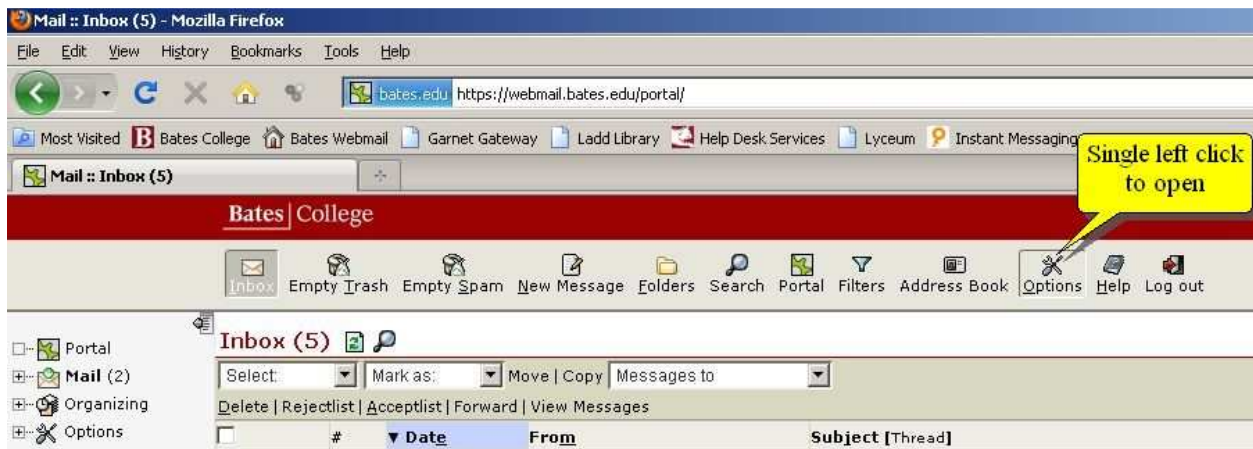 Mail :: Inbox (5) - Mozilla Firefox
File Edit View History Bookmarks Tools Help
bates.edu https://webmail.bates.edu/portal/
Most Visited Bates College Bates Webmail Garnet Gateway Ladd Library Help Desk Services Lyceum Instant Messaging
Single left click
to open
Mail :: Inbox (5)
Bates College
Inbox Empty Trash Empty Spam New Message Folders Search Portal Filters Address Book Options Help Log out
Portal
Mail (2)
Organizing
Options
Inbox (5)
Select: Mark as: Move | Copy Messages to
Delete | Rejectlist | Acceptlist | Forward | View Messages
# Date From Subject [Thread]